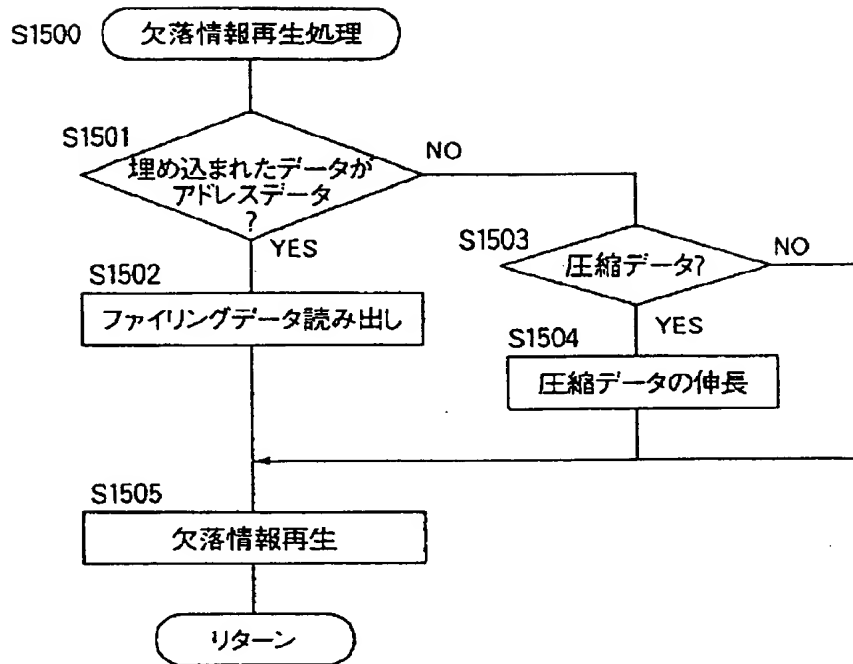 S1500
欠落情報再生処理
S1501
埋め込まれたデータが
アドレスデータ
?
NO
YES
S1503
圧縮データ?
NO
YES
S1502
ファイリングデータ読み出し
S1504
圧縮データの伸長
S1505
欠落情報再生
リターン